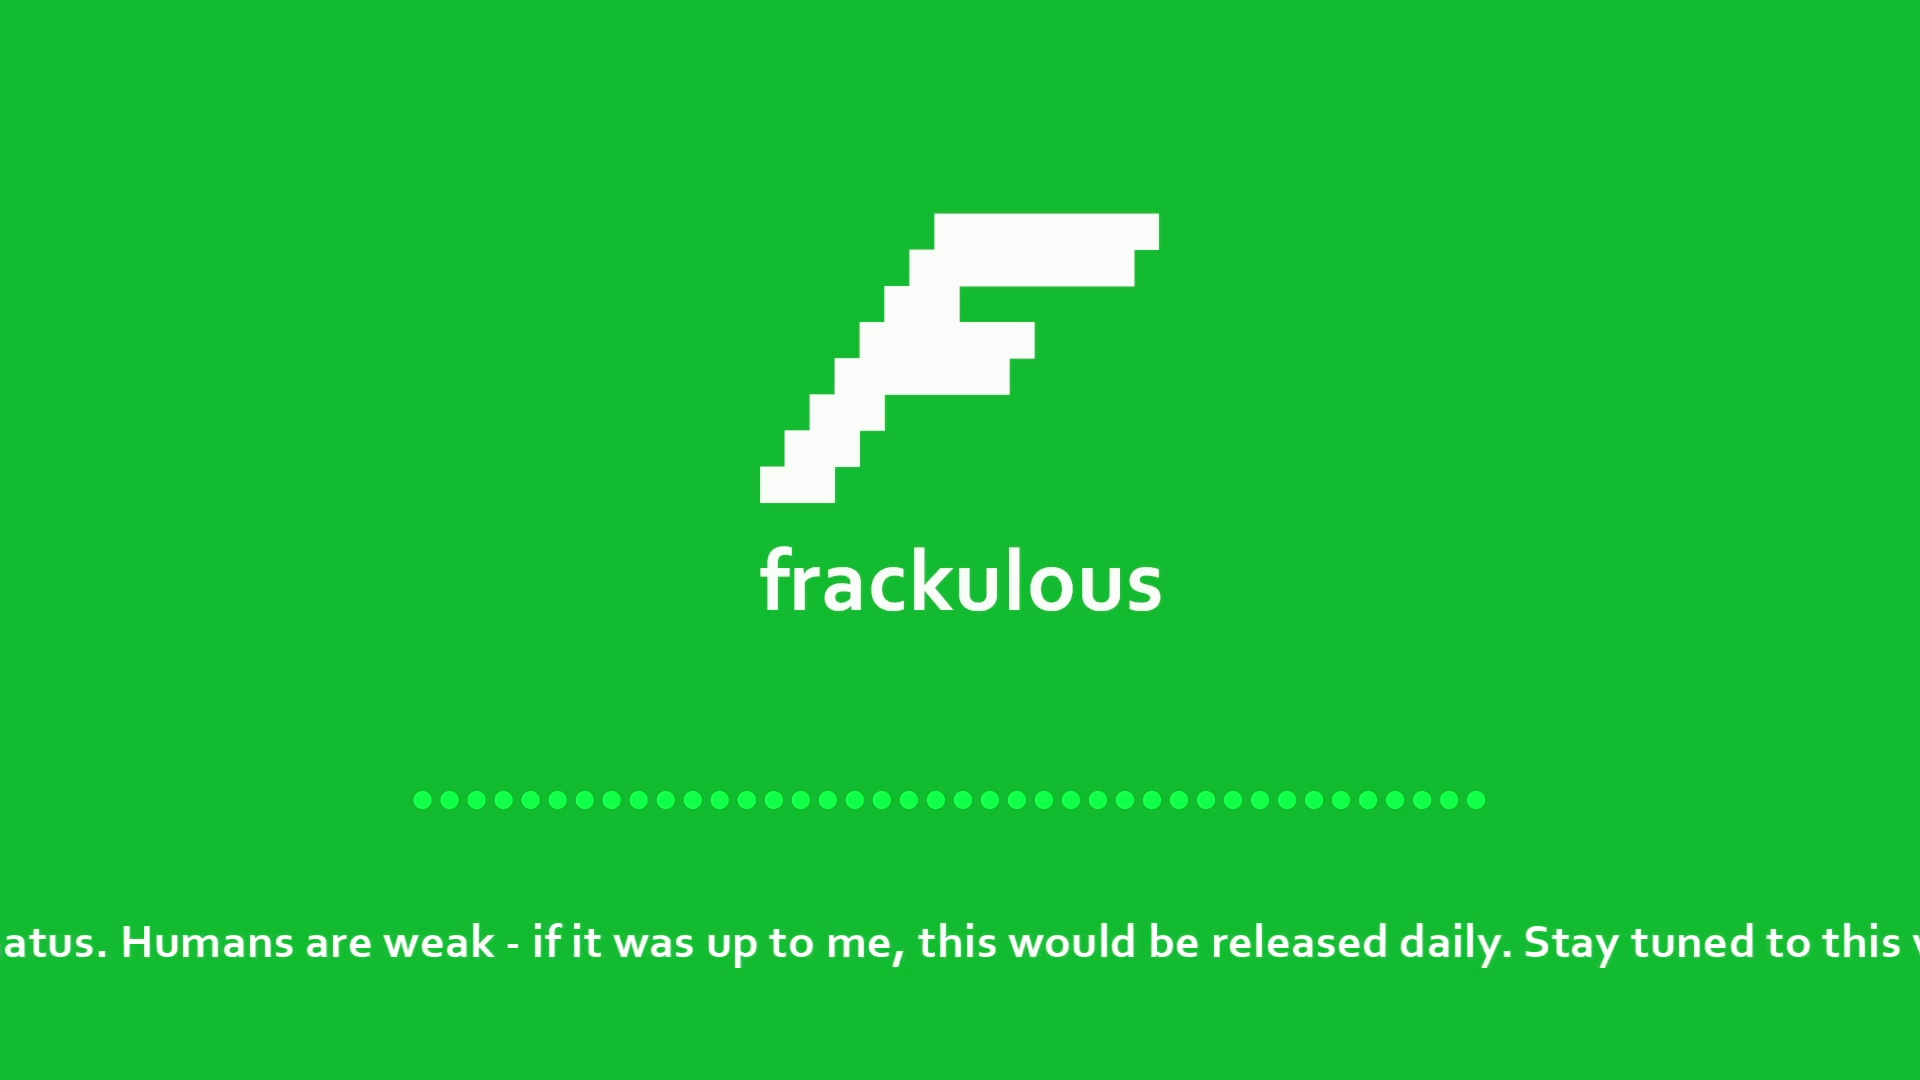 frackulous
atus. Humans are weak - if it was up to me, this would be released daily. Stay tuned to this